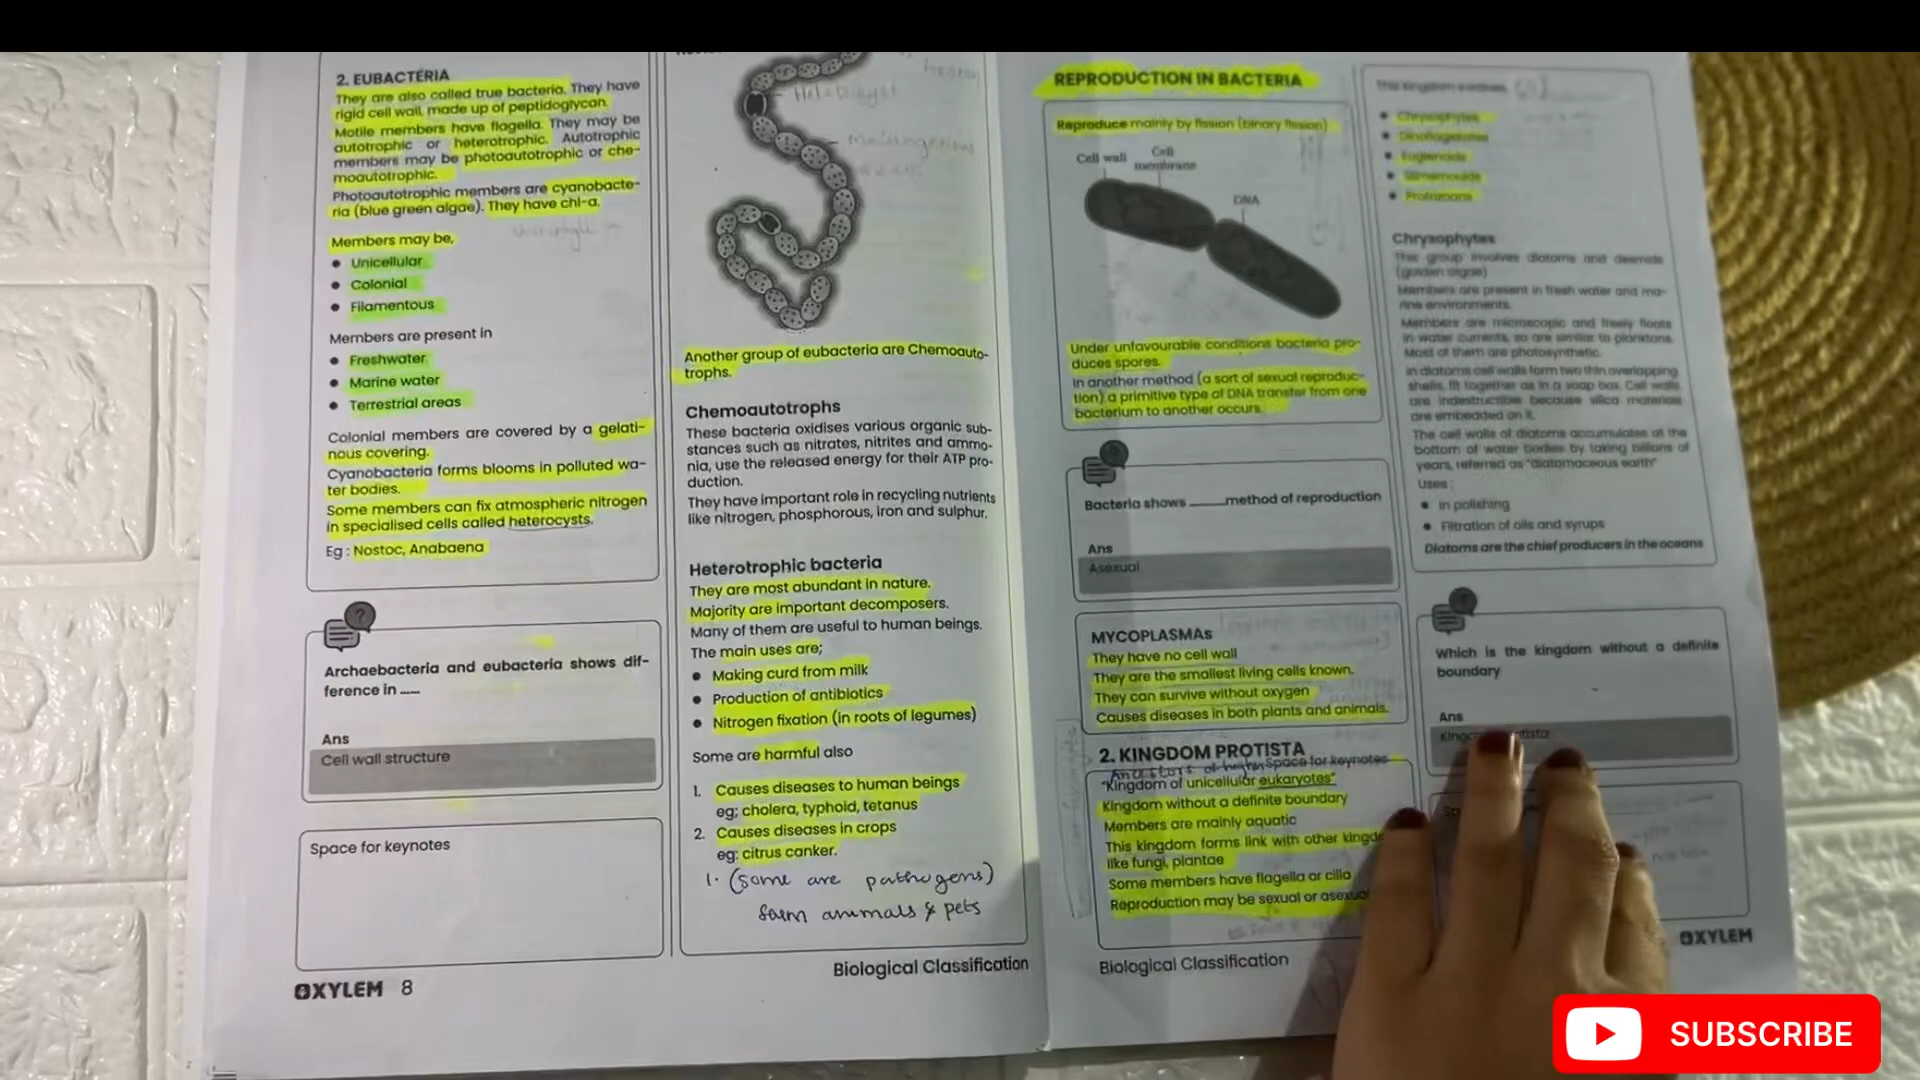 2. EUBACTERIA
They are also called true bacteria. They have
rigid cell wall, made up of peptidoglycan.
Motile members have flagella. They may be
autotrophic or heterotrophic. Autotrophic
members may be photoautotrophic or che-
moautotrophic.
Photoautotrophic members are cyanobacte-
ria (blue green algae). They have chl-a.
Members may be,
● Unicellular
● Colonial
● Filamentous
Members are present in
● Freshwater
● Marine water
● Terrestrial areas
Colonial members are covered by a gelati-
nous covering.
Cyanobacteria forms blooms in polluted wa-
ter bodies.
Some members can fix atmospheric nitrogen
in specialised cells called heterocysts.
Eg : Nostoc, Anabaena
?
Archaebacteria and eubacteria shows dif-
ference in ___
Ans
Cell wall structure
Space for keynotes
OXYLEM 8
Heterocyst
Another group of eubacteria are Chemoauto-
trophs.
Chemoautotrophs
These bacteria oxidises various organic sub-
stances such as nitrates, nitrites and ammo-
nia, use the released energy for their ATP pro-
duction.
They have important role in recycling nutrients
like nitrogen, phosphorous, iron and sulphur.
Heterotrophic bacteria
They are most abundant in nature.
Majority are important decomposers.
Many of them are useful to human beings.
The main uses are;
● Making curd from milk
● Production of antibiotics
● Nitrogen fixation (in roots of legumes)
Some are harmful also
1. Causes diseases to human beings
eg; cholera, typhoid, tetanus
2. Causes diseases in crops
eg: citrus canker.
1. (some are pathogens)
farm animals & pets
Biological Classification
REPRODUCTION IN BACTERIA
Reproduce mainly by fission (binary fission)
Cell wall
Cell
membrane
DNA
Under unfavourable conditions bacteria pro-
duces spores.
In another method (a sort of sexual reproduc-
tion) a primitive type of DNA transfer from one
bacterium to another occurs.
?
Bacteria shows ____method of reproduction
Ans
Asexual
MYCOPLASMAs
They have no cell wall
They are the smallest living cells known.
They can survive without oxygen
Causes diseases in both plants and animals.
2. KINGDOM PROTISTA
Ancestors of higher Space for keynotes
"Kingdom of unicellular eukaryotes"
Kingdom without a definite boundary
Members are mainly aquatic
This kingdom forms link with other kingd
like fungi, plantae
Some members have flagella or cilia
Reproduction may be sexual or asexual
Biological Classification
This kingdom involves,
● Chrysophytes
● Dinoflagellates
● Euglenoids
● Slimemoulds
● Protozoans
Chrysophytes
This group involves diatoms and desmids
(golden algae)
Members are present in fresh water and ma-
rine environments.
Members are microscopic and freely floats
in water currents, so are similar to planktons.
Most of them are photosynthetic.
In diatoms cell walls form two thin overlapping
shells, fit together as in a soap box. Cell walls
are indestructible because silica materials
are embedded on it.
The cell walls of diatoms accumulates at the
bottom of water bodies by taking billions of
years, referred as "diatomaceous earth"
Uses :
● In polishing
● Filtration of oils and syrups
Diatoms are the chief producers in the oceans
?
Which is the kingdom without a definite
boundary
Ans
OXYLEM
SUBSCRIBE